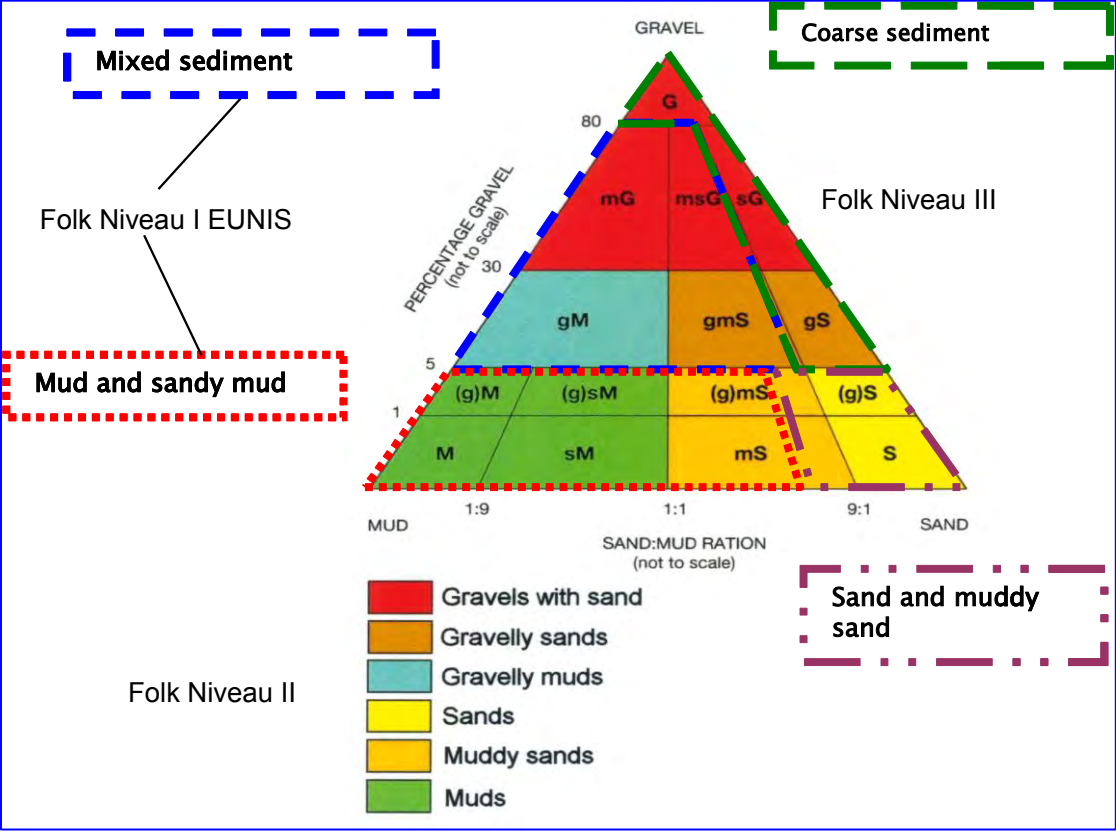 GRAVEL
Coarse sediment
Mixed sediment
G
80
PERCENTAGE GRAVEL
(not to scale)
mG
msG
sG
Folk Niveau III
Folk Niveau I EUNIS
30
gM
gmS
gS
5
Mud and sandy mud
(g)M
(g)sM
(g)mS
(g)S
1
M
sM
mS
S
1:9
1:1
9:1
MUD
SAND
SAND:MUD RATION
(not to scale)
Sand and muddy
sand
Gravels with sand
Gravelly sands
Gravelly muds
Folk Niveau II
Sands
Muddy sands
Muds